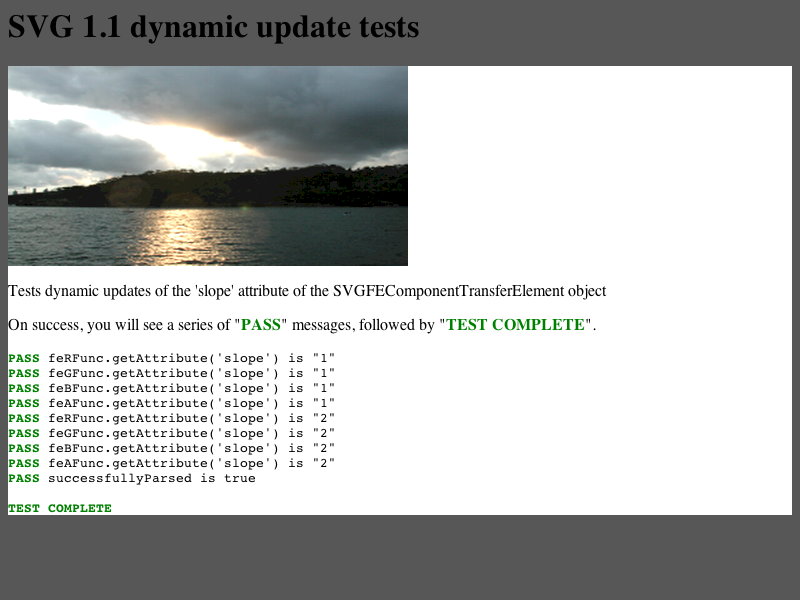 SVG 1.1 dynamic update tests
Tests dynamic updates of the 'slope' attribute of the SVGFEComponentTransferElement object
On success, you will see a series of "PASS" messages, followed by "TEST COMPLETE".
PASS feRFunc.getAttribute('slope') is "1"
PASS feGFunc.getAttribute('slope') is "1"
PASS feBFunc.getAttribute('slope') is "1"
PASS feAFunc.getAttribute('slope') is "1"
PASS feRFunc.getAttribute('slope') is "2"
PASS feGFunc.getAttribute('slope') is "2"
PASS feBFunc.getAttribute('slope') is "2"
PASS feAFunc.getAttribute('slope') is "2"
PASS successfullyParsed is true
TEST COMPLETE